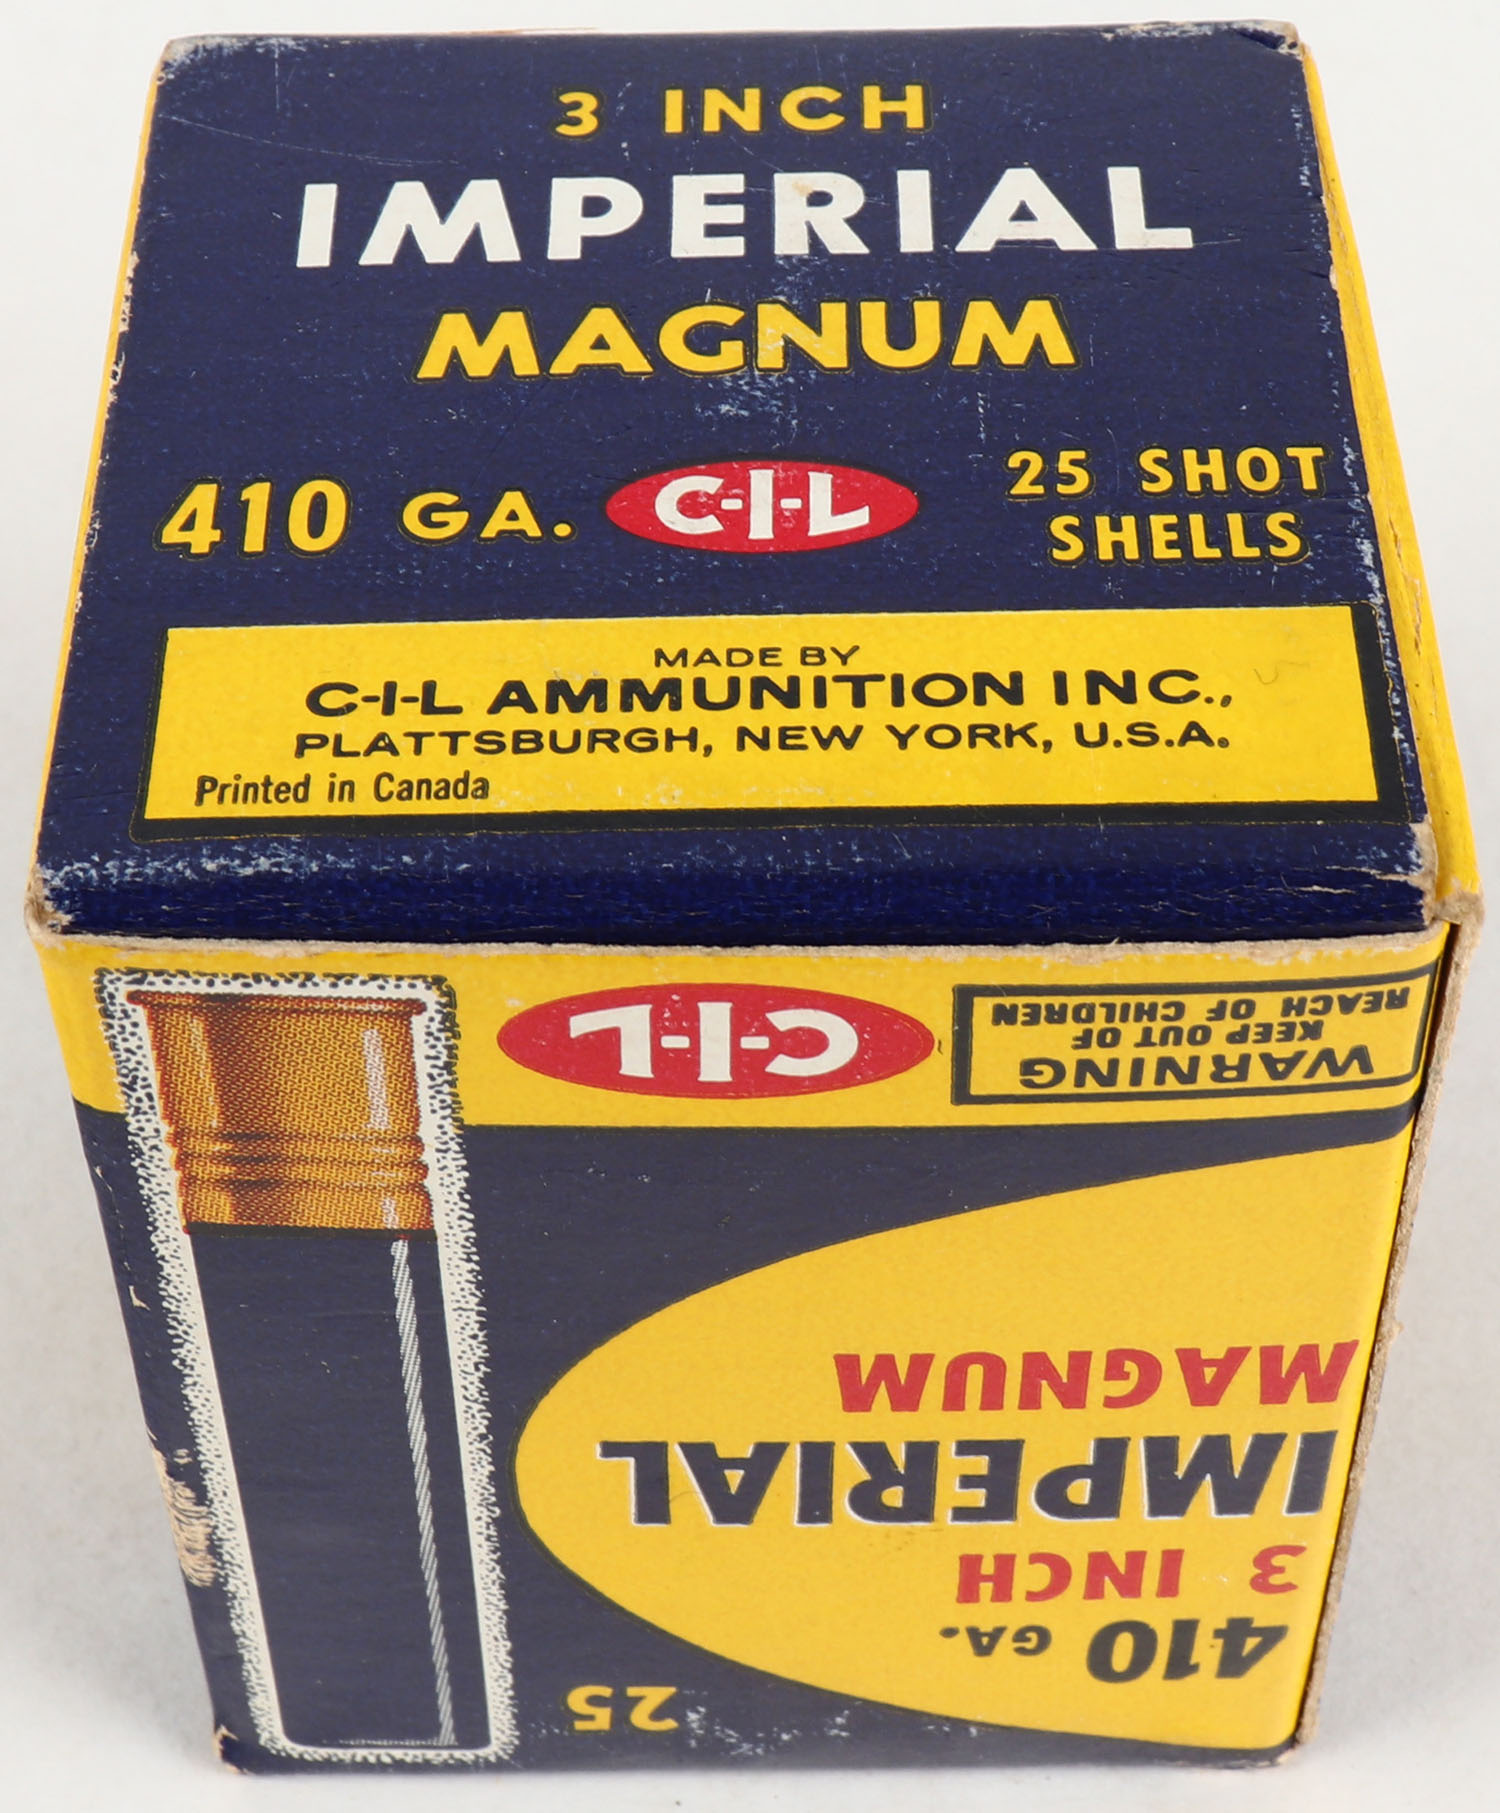 3 INCH
IMPERIAL
MAGNUM
410 GA. C-I-L 25 SHOT
SHELLS
MADE BY
C-I-L AMMUNITION INC.,
PLATTSBURGH, NEW YORK, U.S.A.
Printed in Canada
25
410 GA.
3 INCH
IMPERIAL
MAGNUM
WARNING
KEEP OUT OF
REACH OF CHILDREN
C-I-L